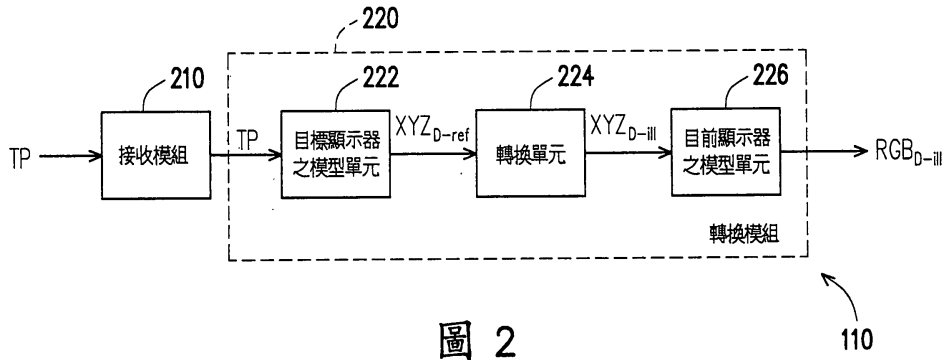 220
210
222
224
226
TP
接收模組
TP
目標顯示器
之模型單元
XYZD-ref
轉換單元
XYZD-ill
目前顯示器
之模型單元
RGBD-ill
轉換模組
圖 2
110